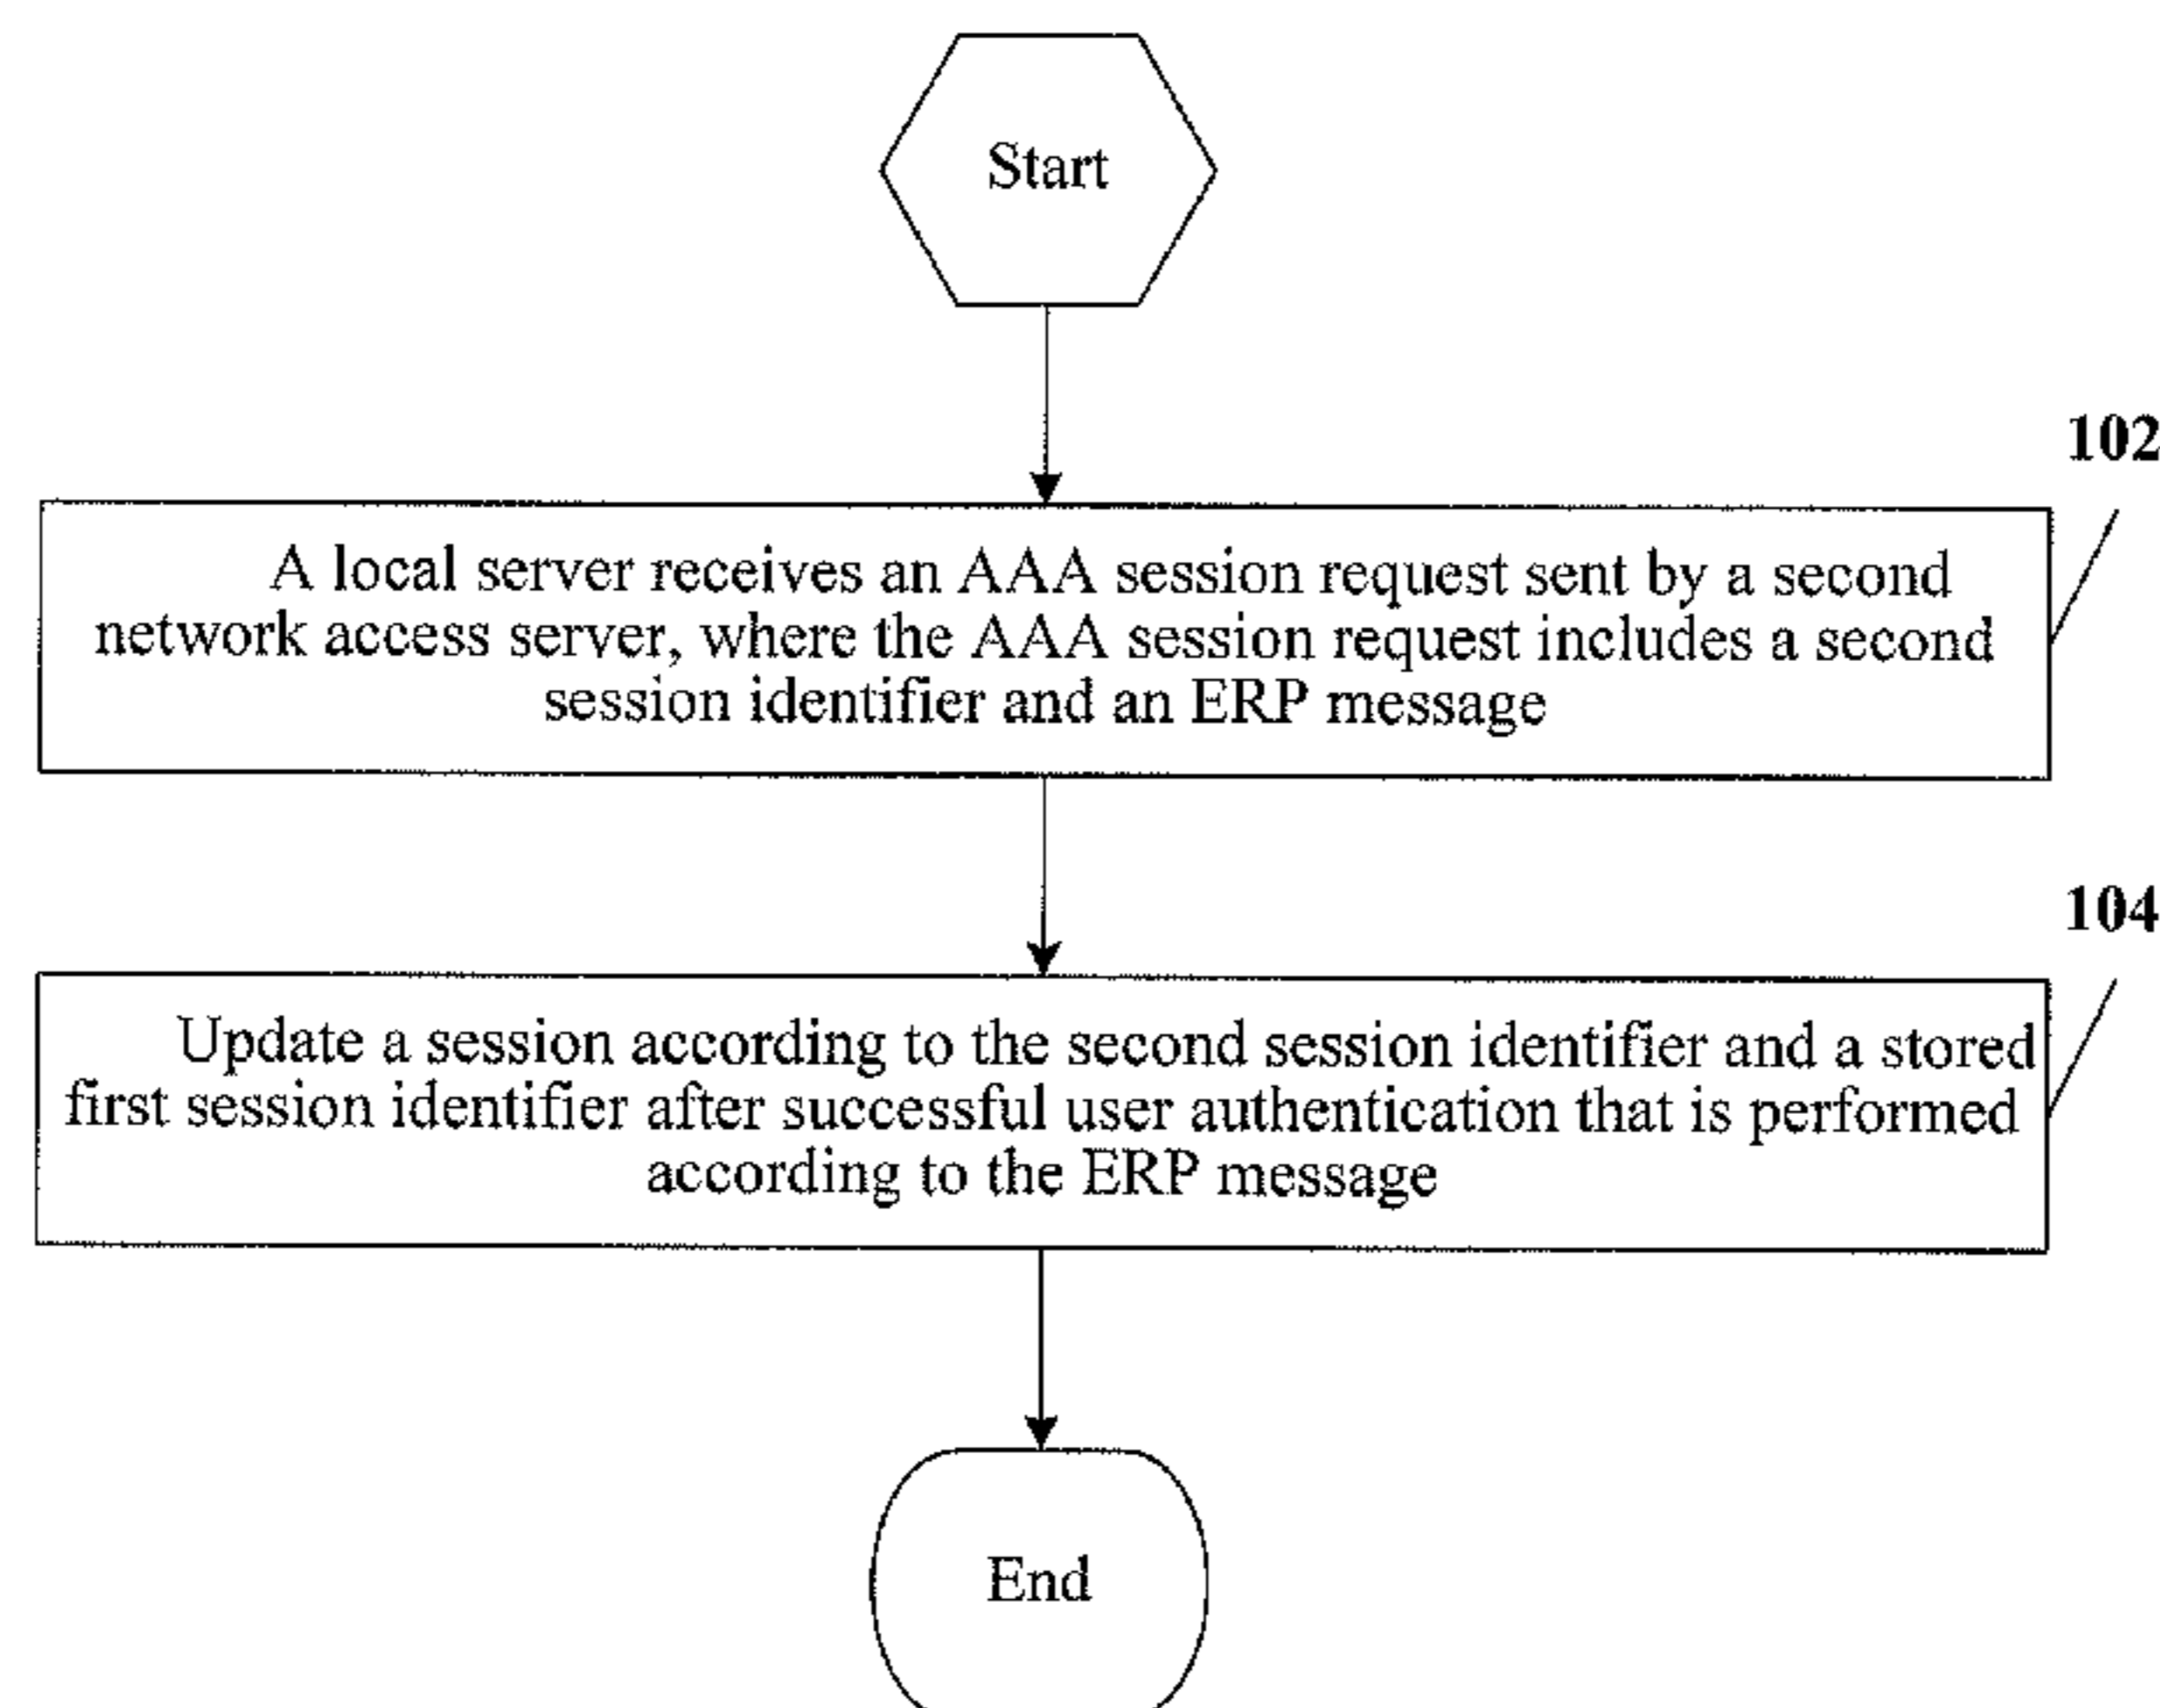 Start
102
A local server receives an AAA session request sent by a second
network access server, where the AAA session request includes a second
session identifier and an ERP message
104
Update a session according to the second session identifier and a stored
first session identifier after successful user authentication that is performed
according to the ERP message
End